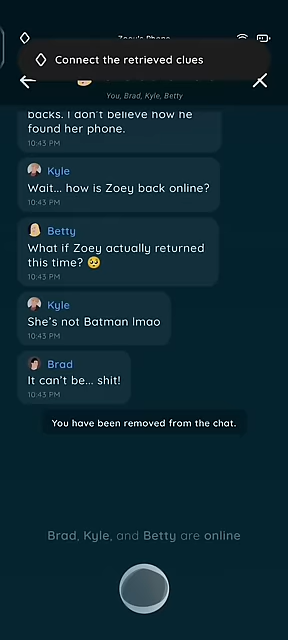 Zoey's Phone
Connect the retrieved clues
You, Brad, Kyle, Betty
backs. I don't believe how he
found her phone.
10:43 PM
Kyle
Wait... how is Zoey back online?
10:43 PM
Betty
What if Zoey actually returned
this time? 🥺
10:43 PM
Kyle
She's not Batman lmao
10:43 PM
Brad
It can't be... shit!
10:43 PM
You have been removed from the chat.
Brad, Kyle, and Betty are online